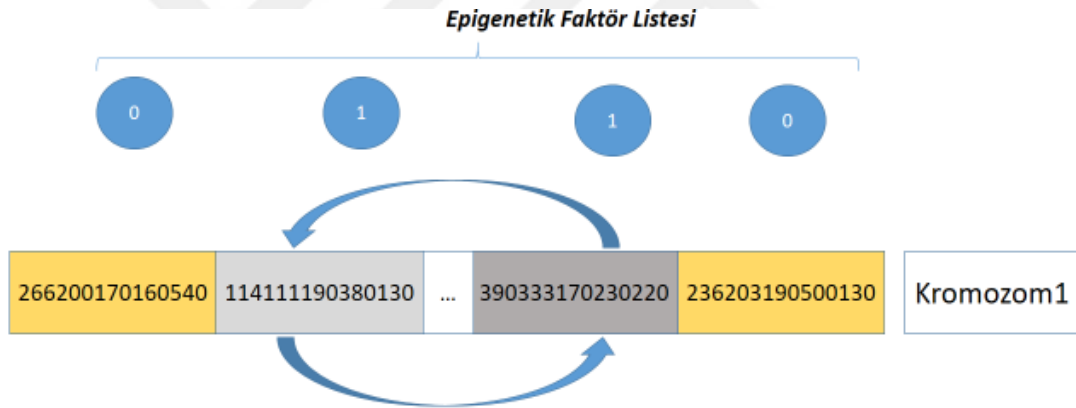 Epigenetik Faktör Listesi
0 1 1 0
266200170160540 114111190380130 ... 390333170230220 236203190500130 Kromozom1